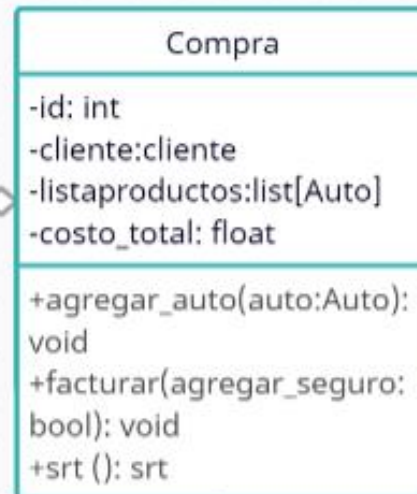 Compra
-id: int
-cliente:cliente
-listaproductos:list[Auto]
-costo_total: float
+agregar_auto(auto:Auto):
void
+facturar(agregar_seguro:
bool): void
+srt (): srt